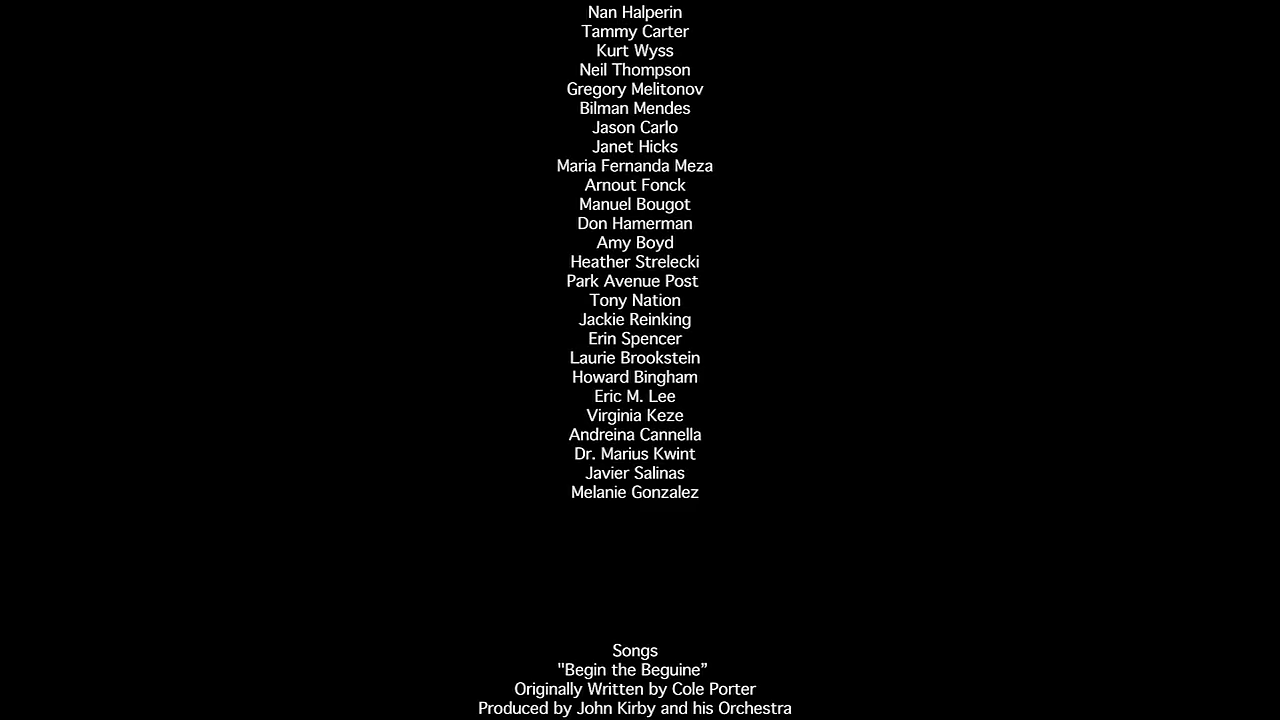 Nan Halperin
Tammy Carter
Kurt Wyss
Neil Thompson
Gregory Melitonov
Bilman Mendes
Jason Carlo
Janet Hicks
Maria Fernanda Meza
Arnout Fonck
Manuel Bougot
Don Hamerman
Amy Boyd
Heather Strelecki
Park Avenue Post
Tony Nation
Jackie Reinking
Erin Spencer
Laurie Brookstein
Howard Bingham
Eric M. Lee
Virginia Keze
Andreina Cannella
Dr. Marius Kwint
Javier Salinas
Melanie Gonzalez
Songs
"Begin the Beguine”
Originally Written by Cole Porter
Produced by John Kirby and his Orchestra